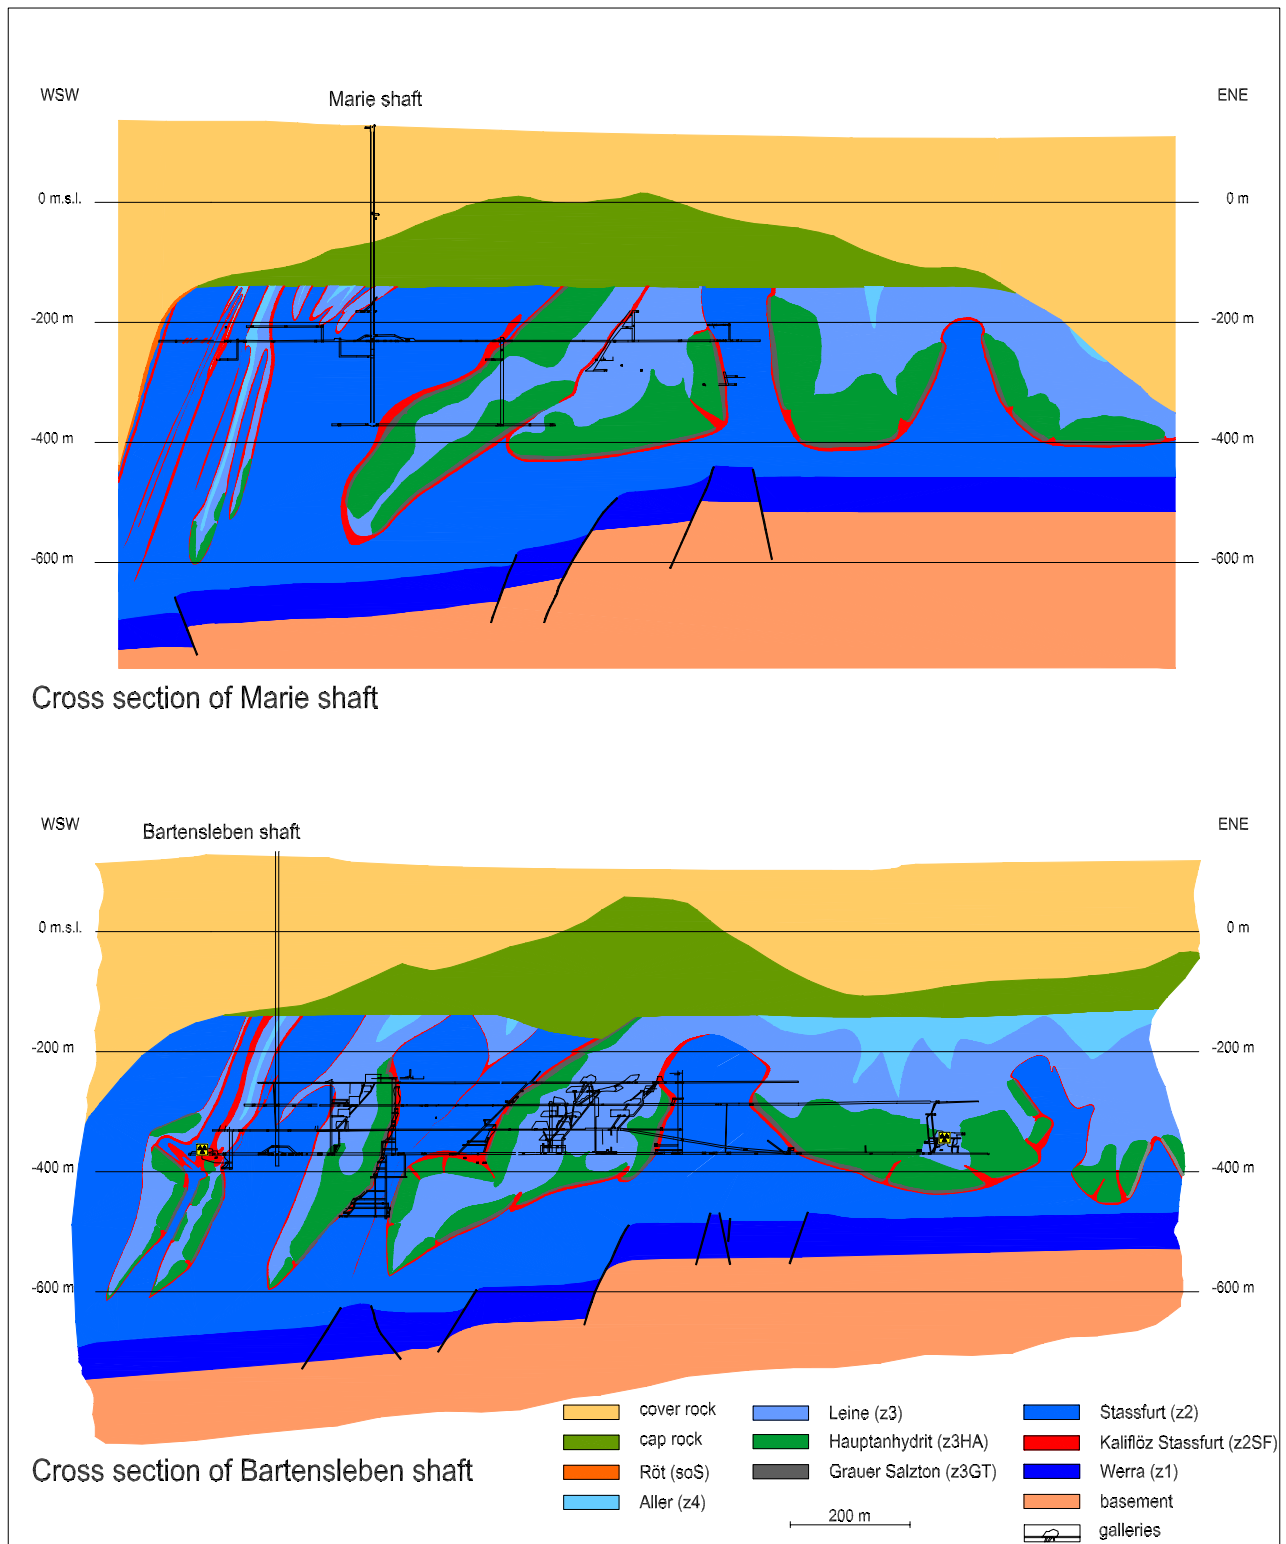 WSW
Marie shaft
ENE
0 m.s.l.
0 m
-200 m
-200 m
-400 m
-400 m
-600 m
-600 m
Cross section of Marie shaft
WSW
Bartensleben shaft
ENE
0 m.s.l.
0 m
-200 m
-200 m
-400 m
-400 m
-600 m
-600 m
Cross section of Bartensleben shaft
cover rock
cap rock
Röt (soS)
Aller (z4)
Leine (z3)
Hauptanhydrit (z3HA)
Grauer Salzton (z3GT)
200 m
Stassfurt (z2)
Kaliflöz Stassfurt (z2SF)
Werra (z1)
basement
galleries